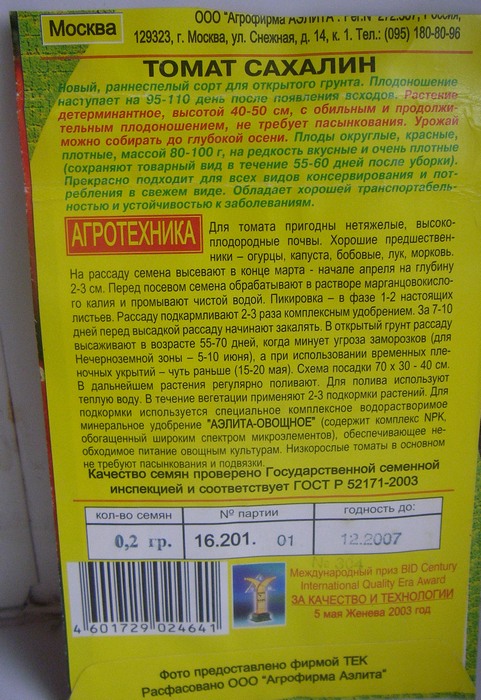 Москва
ООО "Агрофирма АЭЛИТА".
129323, г. Москва, ул. Снежная, д. 14, к. 1. Тел.: (095) 180-80-96
ТОМАТ САХАЛИН
Новый, раннеспелый сорт для открытого грунта. Плодоношение
наступает на 95-110 день после появления всходов. Растение
детерминантное, высотой 40-50 см, с обильным и продолжи-
тельным плодоношением, не требует пасынкования. Урожай
можно собирать до глубокой осени. Плоды округлые, красные,
плотные, массой 80-100 г, на редкость вкусные и очень плотные
(сохраняют товарный вид в течение 55-60 дней после уборки).
Прекрасно подходит для всех видов консервирования и пот-
ребления в свежем виде. Обладает хорошей транспортабель-
ностью и устойчивостью к заболеваниям.
АГРОТЕХНИКА
Для томата пригодны нетяжелые, высоко-
плодородные почвы. Хорошие предшествен-
ники – огурцы, капуста, бобовые, лук, морковь.
На рассаду семена высевают в конце марта - начале апреля на глубину
2-3 см. Перед посевом семена обрабатывают в растворе марганцовокисло-
го калия и промывают чистой водой. Пикировка – в фазе 1-2 настоящих
листьев. Рассаду подкармливают 2-3 раза комплексным удобрением. За 7-10
дней перед высадкой рассаду начинают закалять. В открытый грунт рассаду
высаживают в возрасте 55-70 дней, когда минует угроза заморозков (для
Нечерноземной зоны – 5-10 июня), а при использовании временных пле-
ночных укрытий – чуть раньше (15-20 мая). Схема посадки 70 х 30 - 40 см.
В дальнейшем растения регулярно поливают. Для полива используют
теплую воду. В течение вегетации применяют 2-3 подкормки растений. Для
подкормки используется специальное комплексное водорастворимое
минеральное удобрение "АЭЛИТА-ОВОЩНОЕ" (содержит комплекс NPK,
обогащенный широким спектром микроэлементов), обеспечивающее не-
обходимое питание овощным культурам. Низкорослые томаты в основном
не требуют пасынкования и подвязки.
Качество семян проверено Государственной семенной
инспекцией и соответствует ГОСТ Р 52171-2003
кол-во семян № партии годность до:
0,2 гр. 16.201. 01 12.2007
№ 304
Международный приз BID Century
International Quality Era Award
ЗА КАЧЕСТВО И ТЕХНОЛОГИИ
5 мая Женева 2003 год
4 601729 024641
Фото предоставлено фирмой ТЕК
Расфасовано ООО "Агрофирма Аэлита"